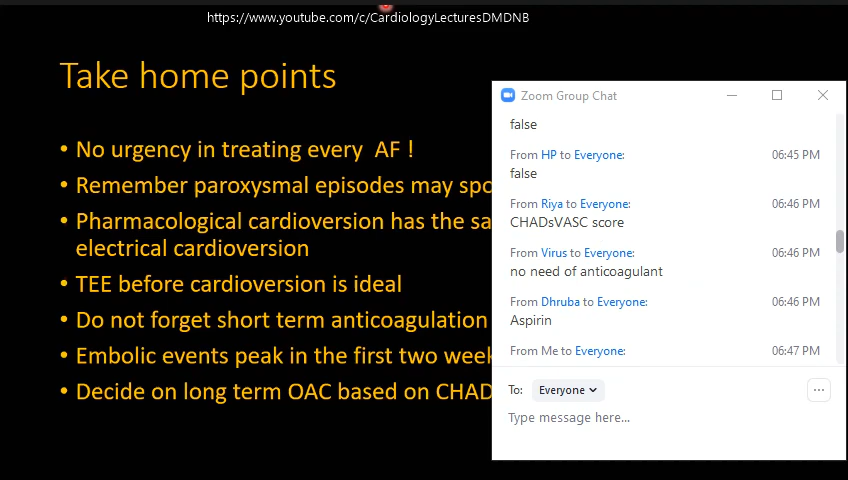 https://www.youtube.com/c/CardiologyLecturesDMDNB
Take home points
• No urgency in treating every AF !
• Remember paroxysmal episodes may spo
• Pharmacological cardioversion has the sa
electrical cardioversion
• TEE before cardioversion is ideal
• Do not forget short term anticoagulation
• Embolic events peak in the first two week
• Decide on long term OAC based on CHAD
Zoom Group Chat
false
From HP to Everyone: 06:45 PM
false
From Riya to Everyone: 06:46 PM
CHADsVASC score
From Virus to Everyone: 06:46 PM
no need of anticoagulant
From Dhruba to Everyone: 06:46 PM
Aspirin
From Me to Everyone: 06:47 PM
To: Everyone
Type message here...